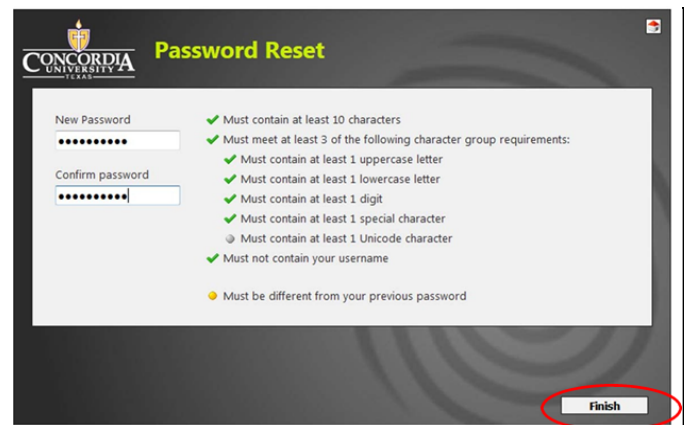 CONCORDIA
UNIVERSITY
TEXAS
Password Reset
New Password
●●●●●●●●●●
Confirm password
●●●●●●●●●●
Must contain at least 10 characters
Must meet at least 3 of the following character group requirements:
Must contain at least 1 uppercase letter
Must contain at least 1 lowercase letter
Must contain at least 1 digit
Must contain at least 1 special character
Must contain at least 1 Unicode character
Must not contain your username
Must be different from your previous password
Finish